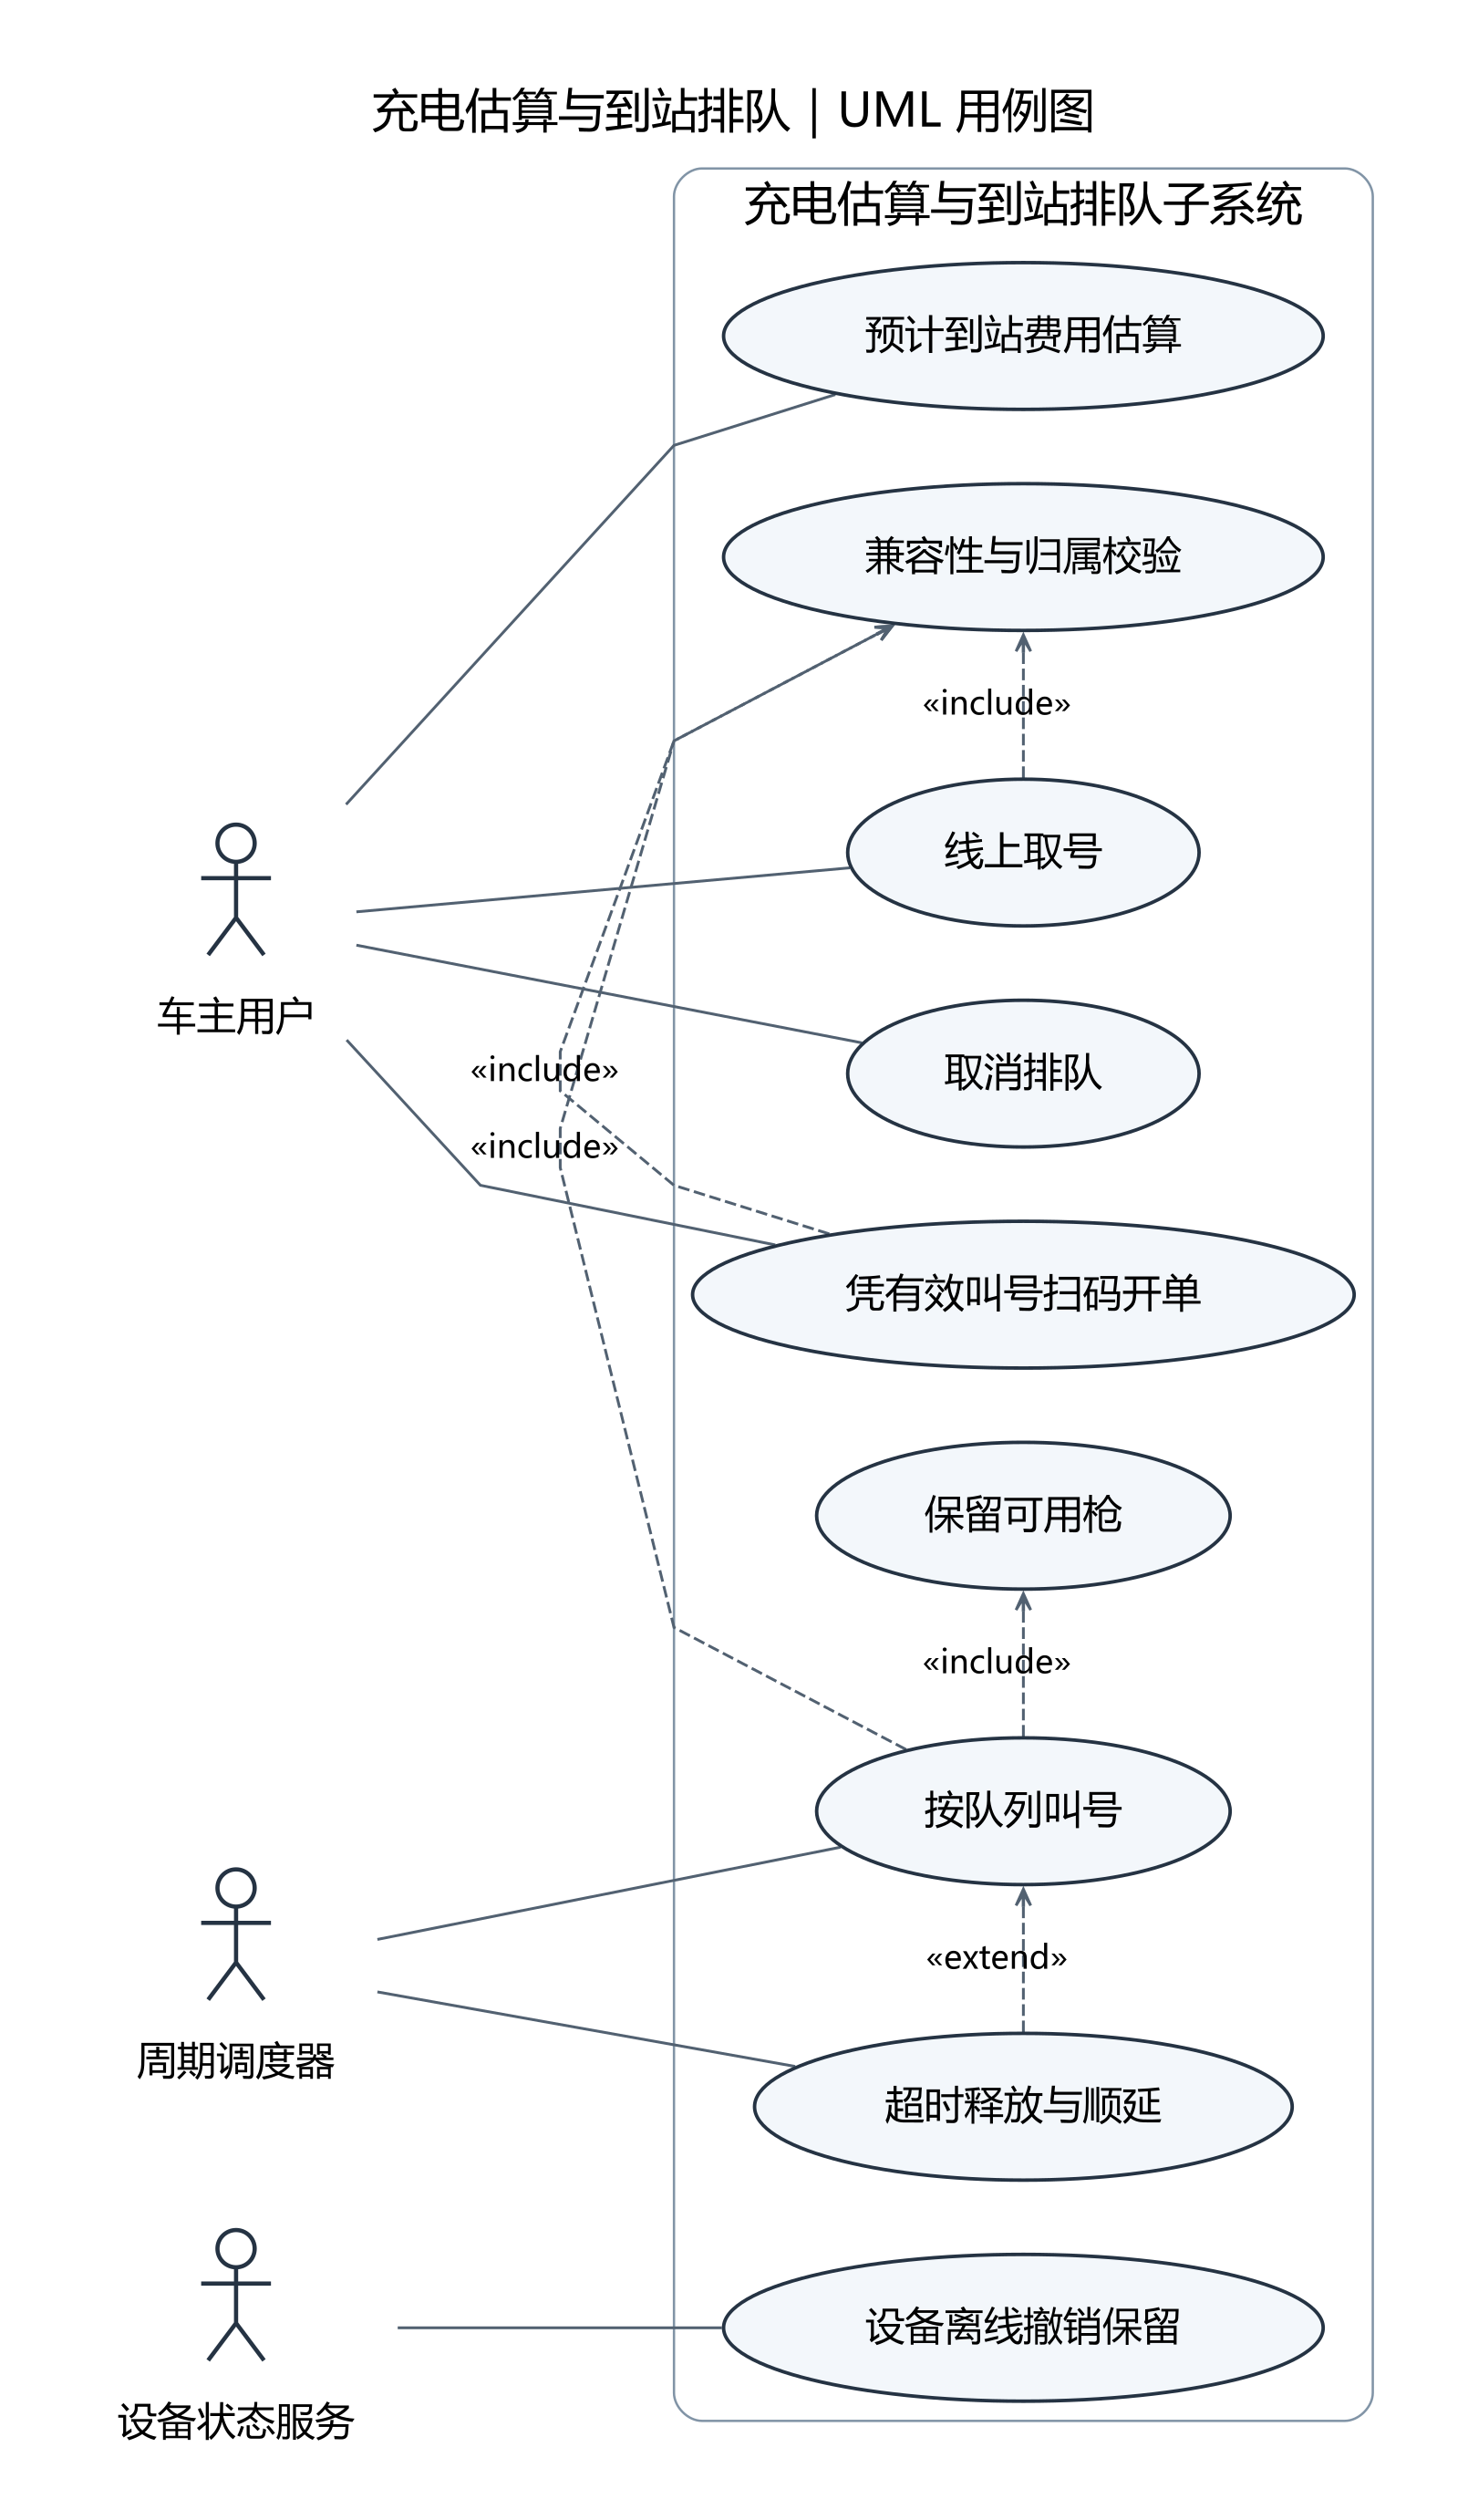 充电估算与到站排队 | UML 用例图
充电估算与到站排队子系统
预计到站费用估算
兼容性与归属校验
«include»
线上取号
车主用户
取消排队
«include»
«include»
凭有效叫号扫码开单
保留可用枪
«include»
按队列叫号
«extend»
周期调度器
超时释放与顺延
设备离线撤销保留
设备状态服务